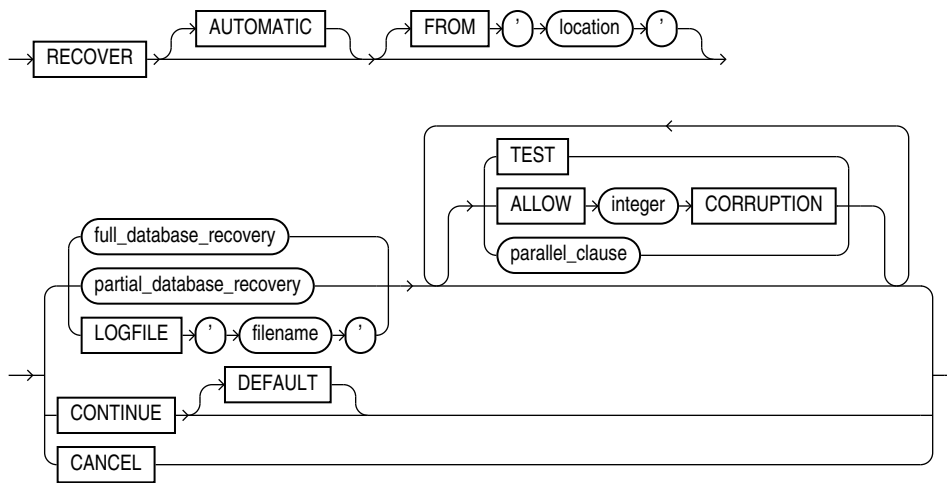 RECOVER AUTOMATIC FROM ' location '
TEST
ALLOW integer CORRUPTION
parallel_clause
full_database_recovery
partial_database_recovery
LOGFILE ' filename '
CONTINUE DEFAULT
CANCEL